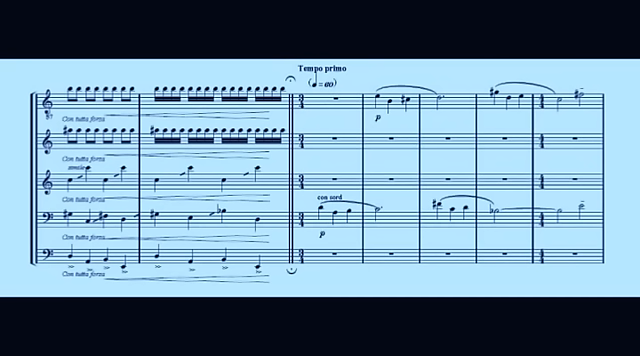 Tempo primo
(♩ = 60)
Con tutta forza
p
Con tutta forza
simile
Con tutta forza
con sord
Con tutta forza
p
Con tutta forza